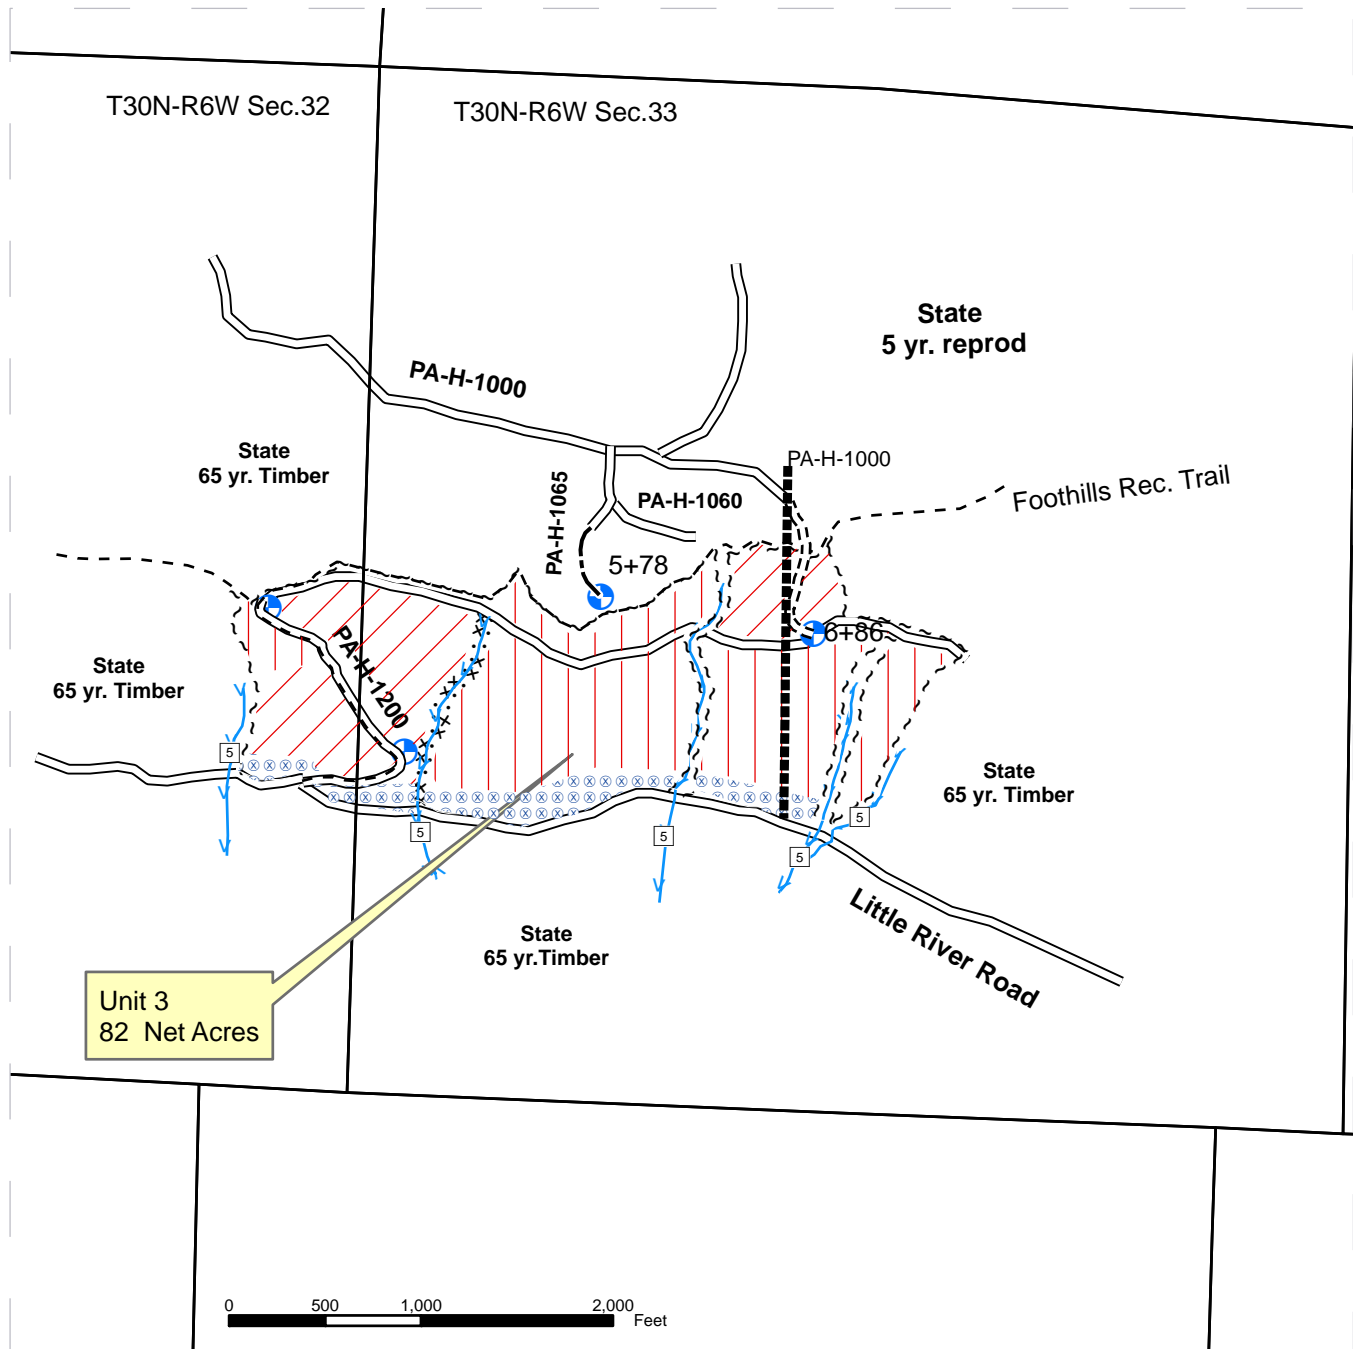 T30N-R6W Sec.32
T30N-R6W Sec.33
State
5 yr. reprod
PA-H-1000
State
65 yr. Timber
PA-H-1000
PA-H-1065
PA-H-1060
Foothills Rec. Trail
5+78
6+86
PA-H-1200
State
65 yr. Timber
5
State
65 yr. Timber
5
5
5
5
State
65 yr.Timber
Little River Road
Unit 3
82 Net Acres
0 500 1,000 2,000
Feet